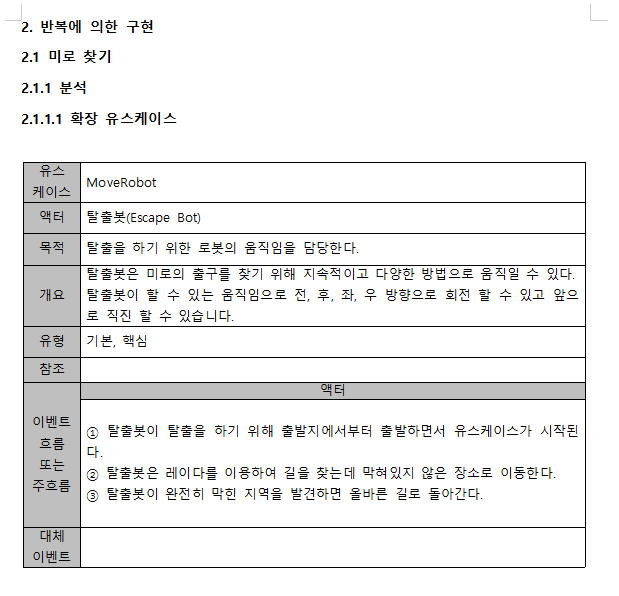 2. 반복에 의한 구현
2.1 미로 찾기
2.1.1 분석
2.1.1.1 확장 유스케이스
유스
케이스
MoveRobot
액터
탈출봇(Escape Bot)
목적
탈출을 하기 위한 로봇의 움직임을 담당한다.
개요
탈출봇은 미로의 출구를 찾기 위해 지속적이고 다양한 방법으로 움직일 수 있다.
탈출봇이 할 수 있는 움직임으로 전, 후, 좌, 우 방향으로 회전 할 수 있고 앞으
로 직진 할 수 있습니다.
유형
기본, 핵심
참조
이벤트
흐름
또는
주흐름
액터
① 탈출봇이 탈출을 하기 위해 출발지에서부터 출발하면서 유스케이스가 시작된
다.
② 탈출봇은 레이다를 이용하여 길을 찾는데 막혀있지 않은 장소로 이동한다.
③ 탈출봇이 완전히 막힌 지역을 발견하면 올바른 길로 돌아간다.
대체
이벤트